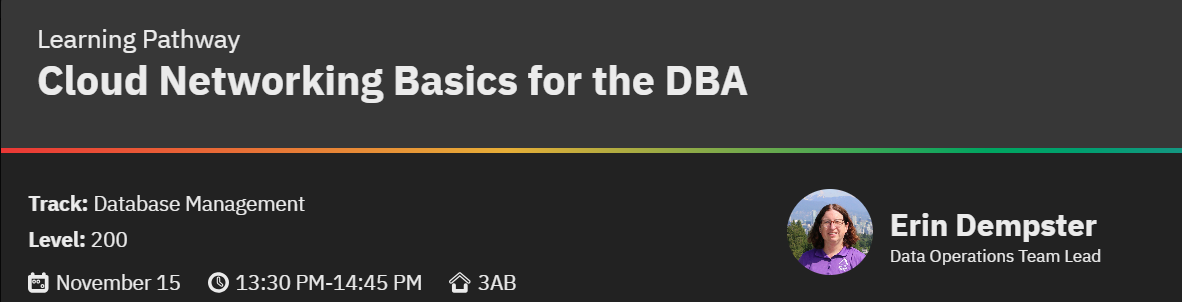 Learning Pathway
Cloud Networking Basics for the DBA
Track: Database Management
Level: 200
November 15 13:30 PM-14:45 PM 3AB
Erin Dempster
Data Operations Team Lead